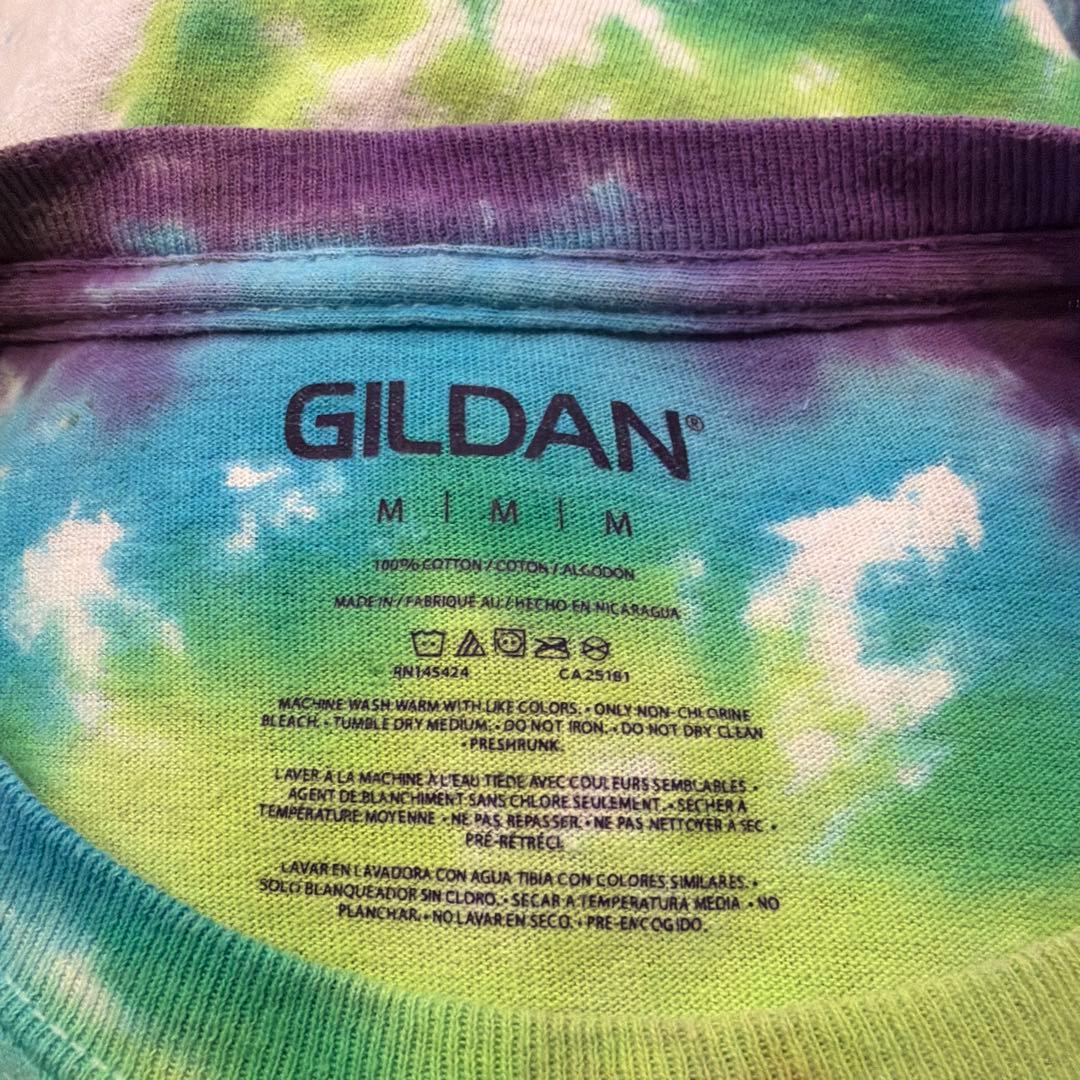 GILDAN®
M | M | M
100% COTTON / COTON / ALGODÓN
MADE IN / FABRIQUÉ AU / HECHO EN NICARAGUA
RN145424 CA 25181
MACHINE WASH WARM WITH LIKE COLORS. • ONLY NON-CHLORINE
BLEACH. • TUMBLE DRY MEDIUM. • DO NOT IRON. • DO NOT DRY CLEAN
• PRESHRUNK.
LAVER À LA MACHINE À L'EAU TIÈDE AVEC COULEURS SEMBLABLES. •
AGENT DE BLANCHIMENT SANS CHLORE SEULEMENT. • SÉCHER À
TEMPÉRATURE MOYENNE • NE PAS REPASSER. • NE PAS NETTOYER À SEC •
PRÉ-RÉTRÉCI.
LAVAR EN LAVADORA CON AGUA TIBIA CON COLORES SIMILARES. •
SOLO BLANQUEADOR SIN CLORO. • SECAR A TEMPERATURA MEDIA • NO
PLANCHAR. • NO LAVAR EN SECO. • PRE-ENCOGIDO.